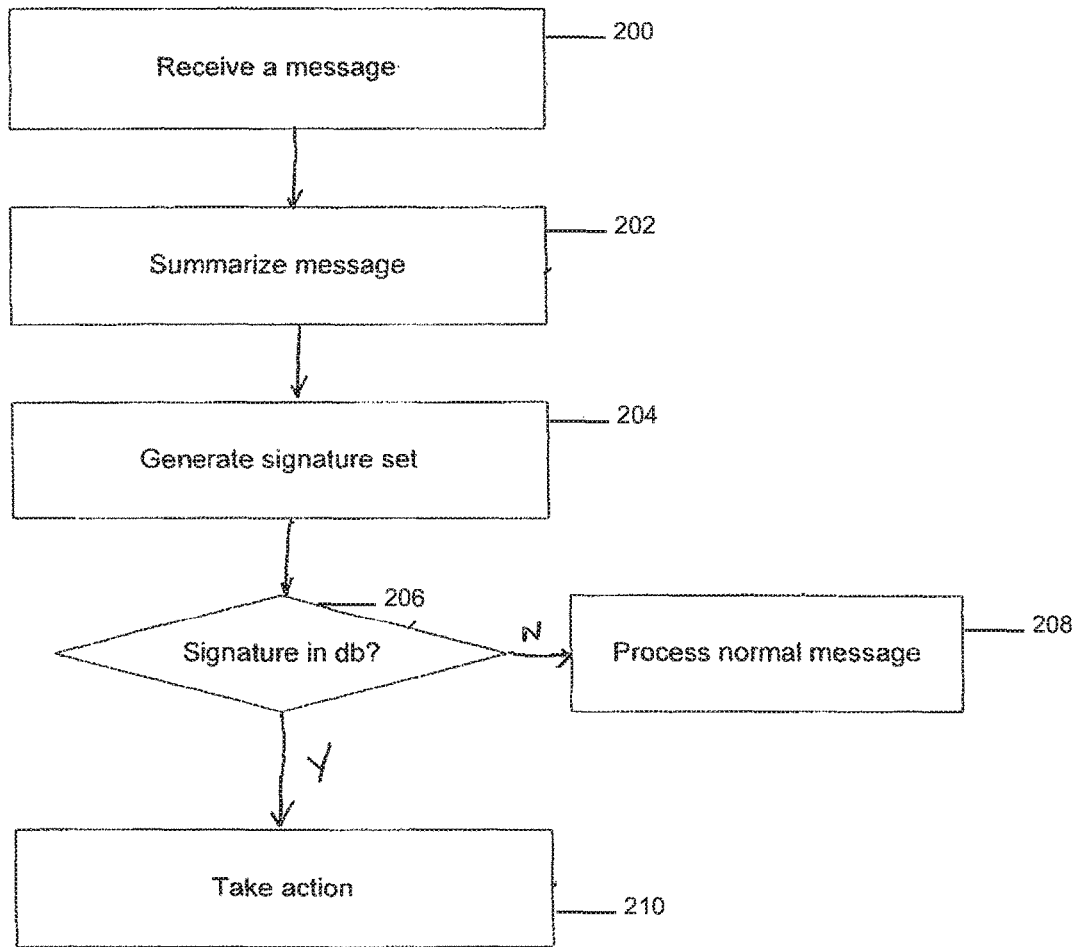 Receive a message
200
Summarize message
202
Generate signature set
204
Signature in db?
206
N
Process normal message
208
Y
Take action
210